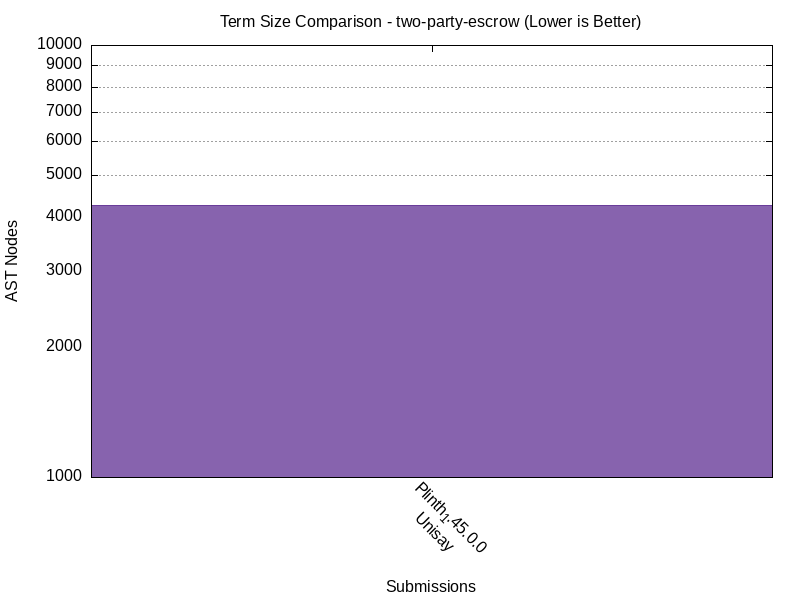 Term Size Comparison - two-party-escrow (Lower is Better)
10000
9000
8000
7000
6000
5000
4000
3000
2000
1000
AST Nodes
Plinth₁.45.0.0
Unisay
Submissions